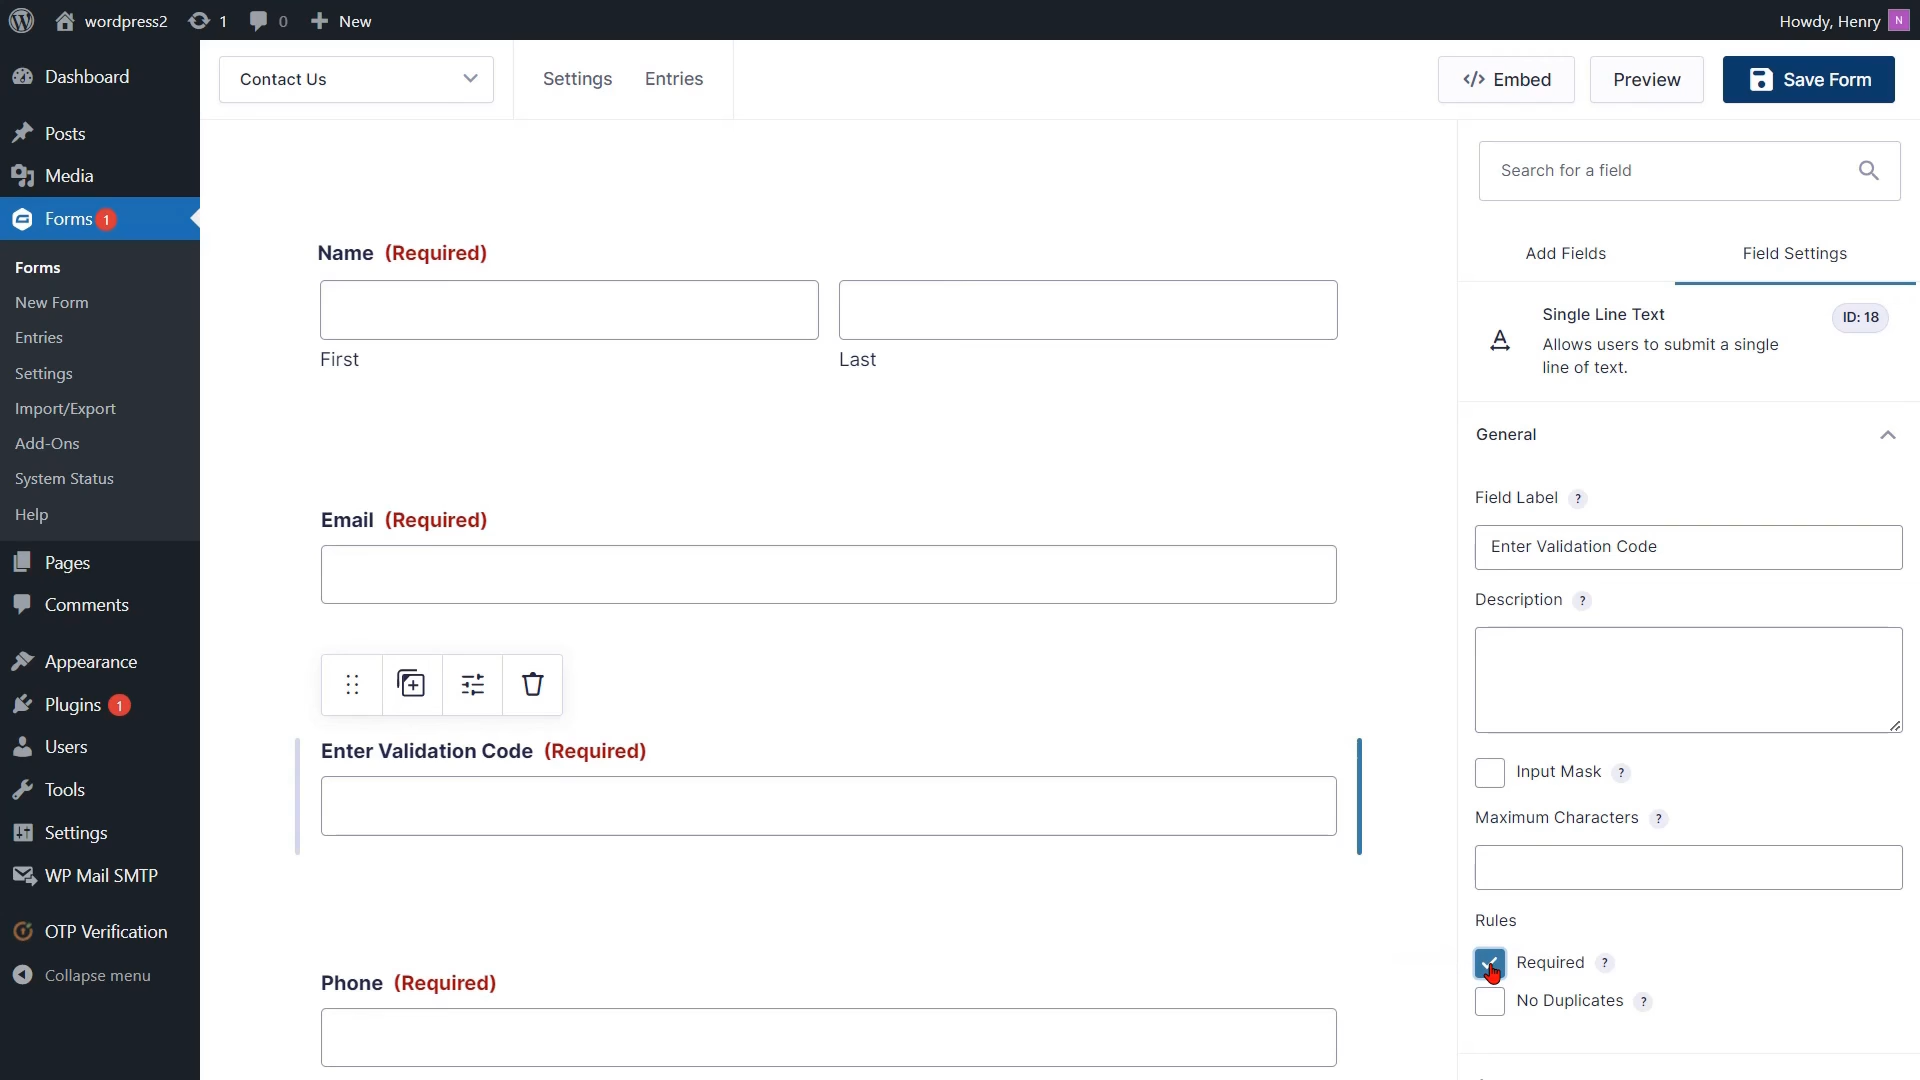 wordpress2 1 0 New Howdy, Henry N
Dashboard
Posts
Media
Forms 1
Forms
New Form
Entries
Settings
Import/Export
Add-Ons
System Status
Help
Pages
Comments
Appearance
Plugins 1
Users
Tools
Settings
WP Mail SMTP
OTP Verification
Collapse menu
Contact Us Settings Entries </> Embed Preview Save Form
Name (Required)
First Last
Email (Required)
Enter Validation Code (Required)
Phone (Required)
Search for a field
Add Fields Field Settings
Single Line Text ID: 18
Allows users to submit a single
line of text.
General
Field Label ?
Enter Validation Code
Description ?
Input Mask ?
Maximum Characters ?
Rules
Required ?
No Duplicates ?